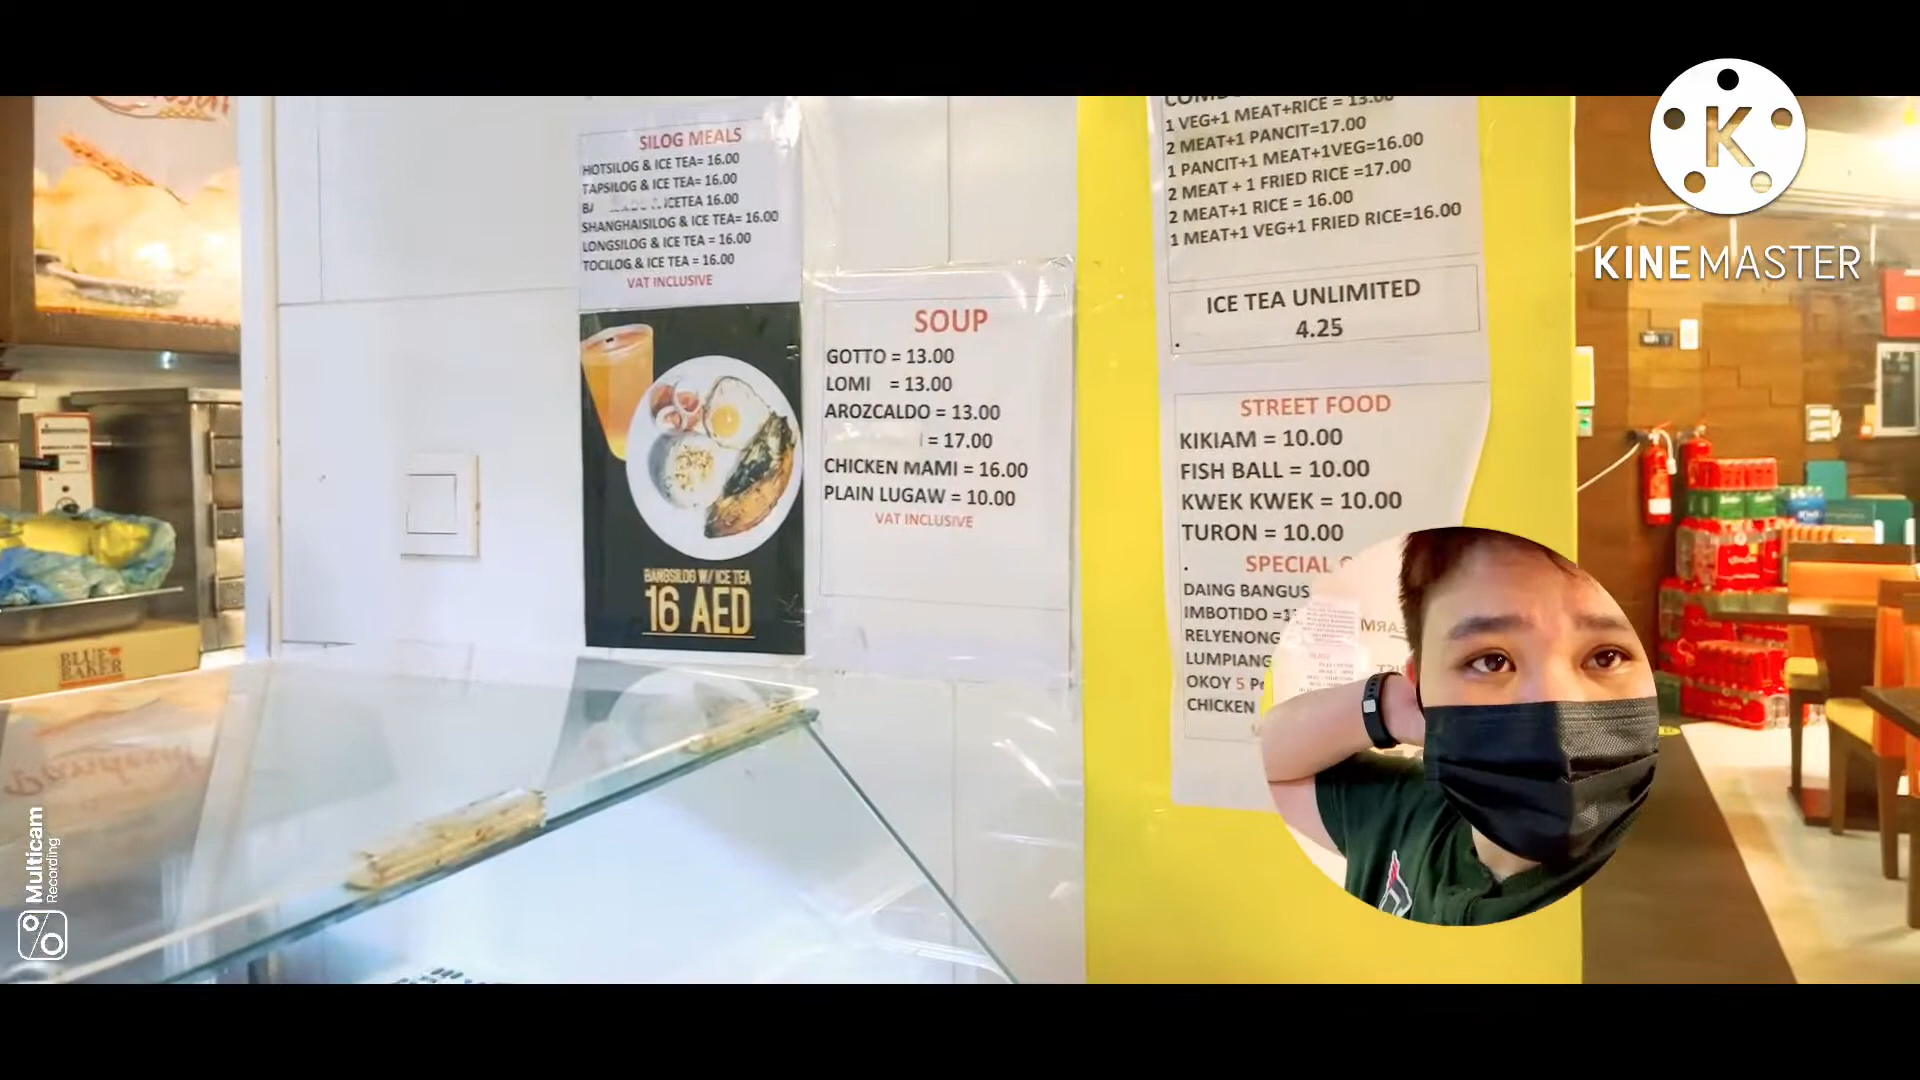 SILOG MEALS
HOTSILOG & ICE TEA= 16.00
TAPSILOG & ICE TEA= 16.00
ICETEA 16.00
SHANGHAISILOG & ICE TEA= 16.00
LONGSILOG & ICE TEA = 16.00
TOCILOG & ICE TEA = 16.00
VAT INCLUSIVE
BANGSILOG W/ ICE TEA
16 AED
SOUP
GOTTO = 13.00
LOMI = 13.00
AROZCALDO = 13.00
= 17.00
CHICKEN MAMI = 16.00
PLAIN LUGAW = 10.00
VAT INCLUSIVE
1 VEG+1 MEAT+RICE = 13.00
2 MEAT+1 PANCIT=17.00
1 PANCIT+1 MEAT+1VEG=16.00
2 MEAT + 1 FRIED RICE =17.00
2 MEAT+1 RICE = 16.00
1 MEAT+1 VEG+1 FRIED RICE=16.00
ICE TEA UNLIMITED
4.25
STREET FOOD
KIKIAM = 10.00
FISH BALL = 10.00
KWEK KWEK = 10.00
TURON = 10.00
SPECIAL
DAING BANGUS
IMBOTIDO
RELYENONG
LUMPIANG
OKOY 5
CHICKEN
BLUE BAKER
K
KINEMASTER
Multicam
Recording